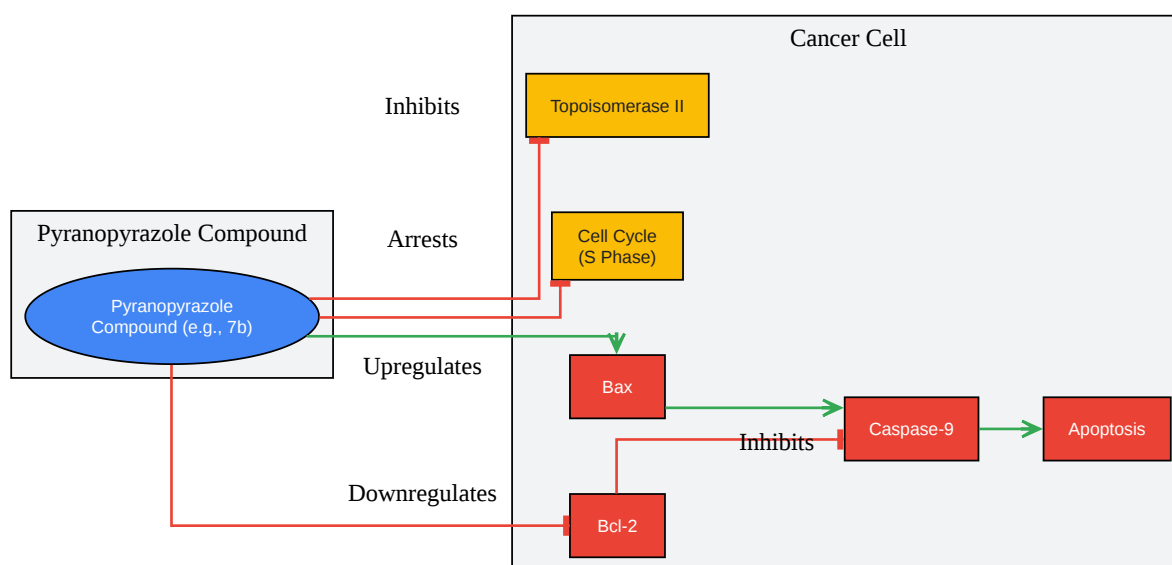 Cancer Cell
Inhibits
Topoisomerase II
Pyranopyrazole Compound
Arrests
Cell Cycle
(S Phase)
Pyranopyrazole
Compound (e.g., 7b)
Upregulates
Bax
Caspase-9
Apoptosis
Inhibits
Downregulates
Bcl-2